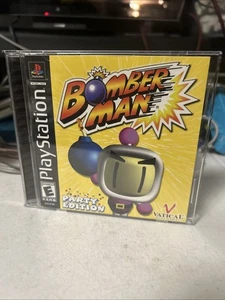 PlayStation
BOMBER
MAN
PARTY
EDITION
VATICAL
E